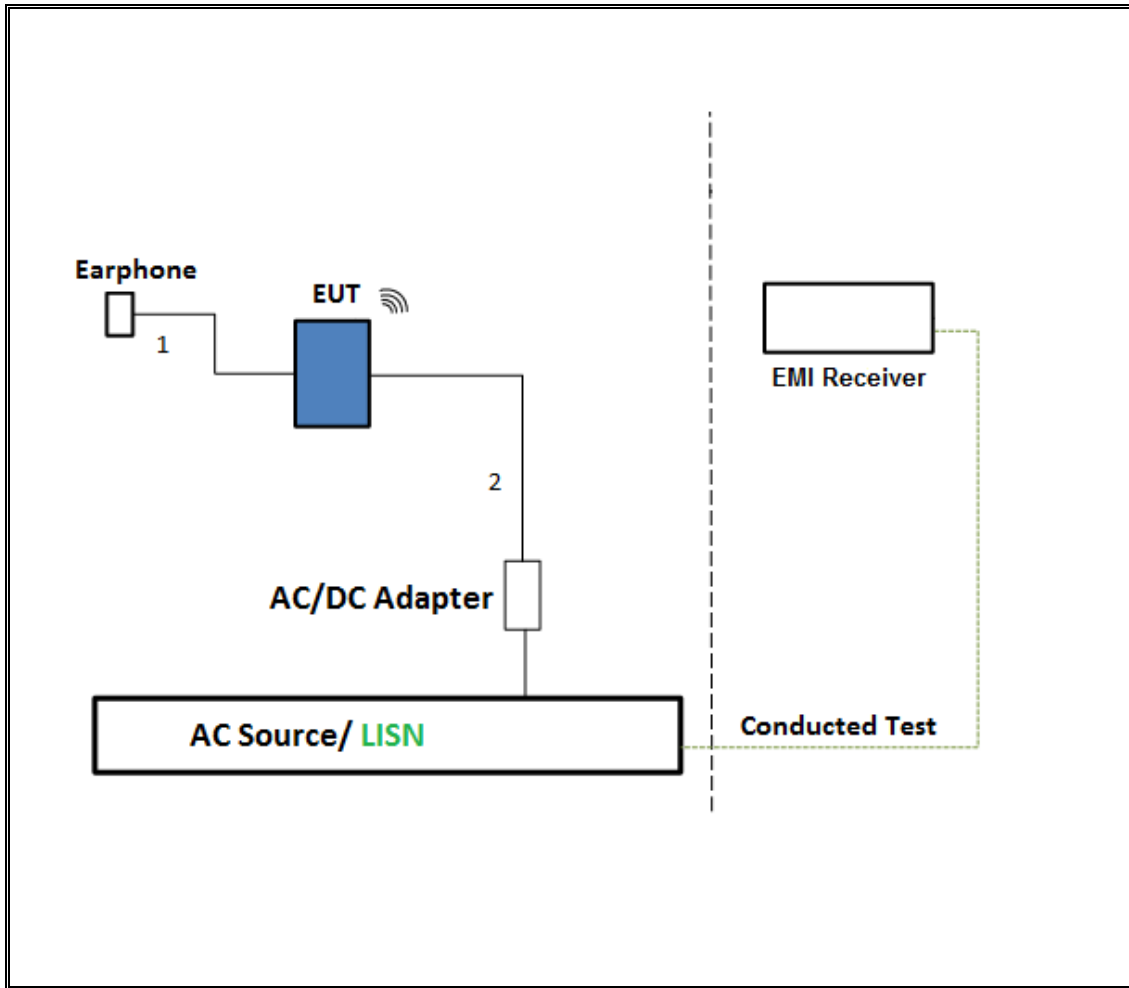 Earphone
EUT
1
EMI Receiver
2
AC/DC Adapter
AC Source/ LISN
Conducted Test